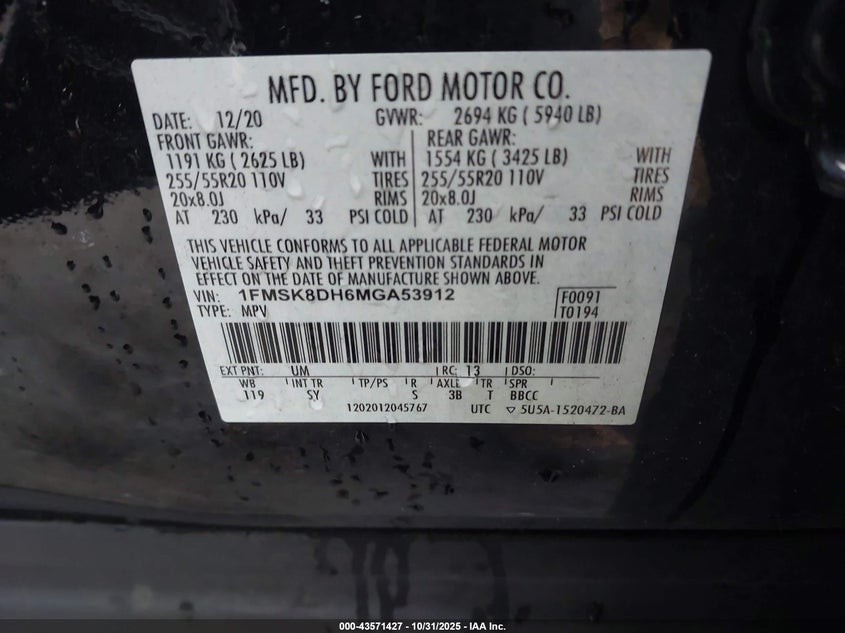 MFD. BY FORD MOTOR CO.
DATE: 12/20 GVWR: 2694 KG ( 5940 LB)
FRONT GAWR: REAR GAWR:
1191 KG ( 2625 LB) WITH 1554 KG ( 3425 LB) WITH
255/55R20 110V TIRES 255/55R20 110V TIRES
20x8.0J RIMS 20x8.0J RIMS
AT 230 kPa/ 33 PSI COLD AT 230 kPa/ 33 PSI COLD
THIS VEHICLE CONFORMS TO ALL APPLICABLE FEDERAL MOTOR
VEHICLE SAFETY AND THEFT PREVENTION STANDARDS IN
EFFECT ON THE DATE OF MANUFACTURE SHOWN ABOVE.
VIN: 1FMSK8DH6MGA53912 F0091
TYPE: MPV T0194
EXT PNT: UM RC: 13 DSO:
WB INT TR TP/PS R AXLE TR SPR
119 SY S 3B T BBCC
1202012045767 UTC ▽ 5U5A-1520472-BA
000-43571427 - 10/31/2025 - IAA Inc.